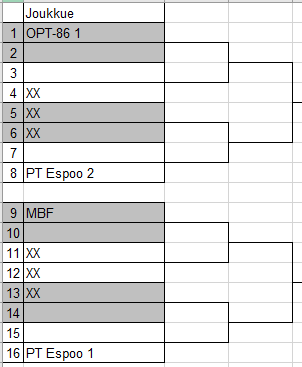 Joukkue
1 OPT-86 1
2
3
4 XX
5 XX
6 XX
7
8 PT Espoo 2
9 MBF
10
11 XX
12 XX
13 XX
14
15
16 PT Espoo 1